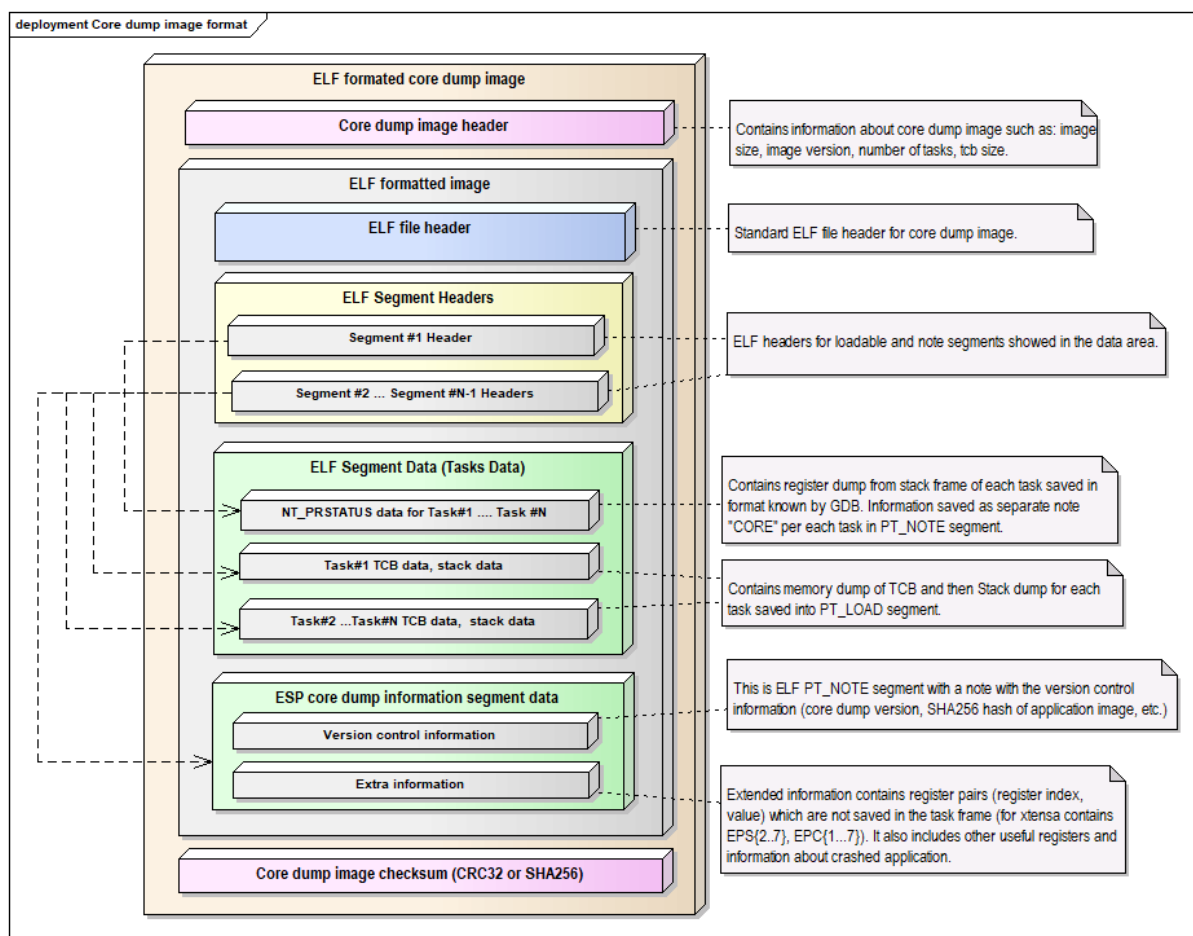 deployment Core dump image format
ELF formated core dump image
Core dump image header
Contains information about core dump image such as: image
size, image version, number of tasks, tcb size.
ELF formatted image
ELF file header
Standard ELF file header for core dump image.
ELF Segment Headers
Segment #1 Header
ELF headers for loadable and note segments showed in the data area.
Segment #2 ... Segment #N-1 Headers
ELF Segment Data (Tasks Data)
NT_PRSTATUS data for Task#1 .... Task #N
Contains register dump from stack frame of each task saved in
format known by GDB. Information saved as separate note
"CORE" per each task in PT_NOTE segment.
Task#1 TCB data, stack data
Contains memory dump of TCB and then Stack dump for each
task saved into PT_LOAD segment.
Task#2 ...Task#N TCB data, stack data
ESP core dump information segment data
Version control information
This is ELF PT_NOTE segment with a note with the version control
information (core dump version, SHA256 hash of application image, etc.)
Extra information
Extended information contains register pairs (register index,
value) which are not saved in the task frame (for xtensa contains
EPS{2..7}, EPC{1...7}). It also includes other useful registers and
information about crashed application.
Core dump image checksum (CRC32 or SHA256)